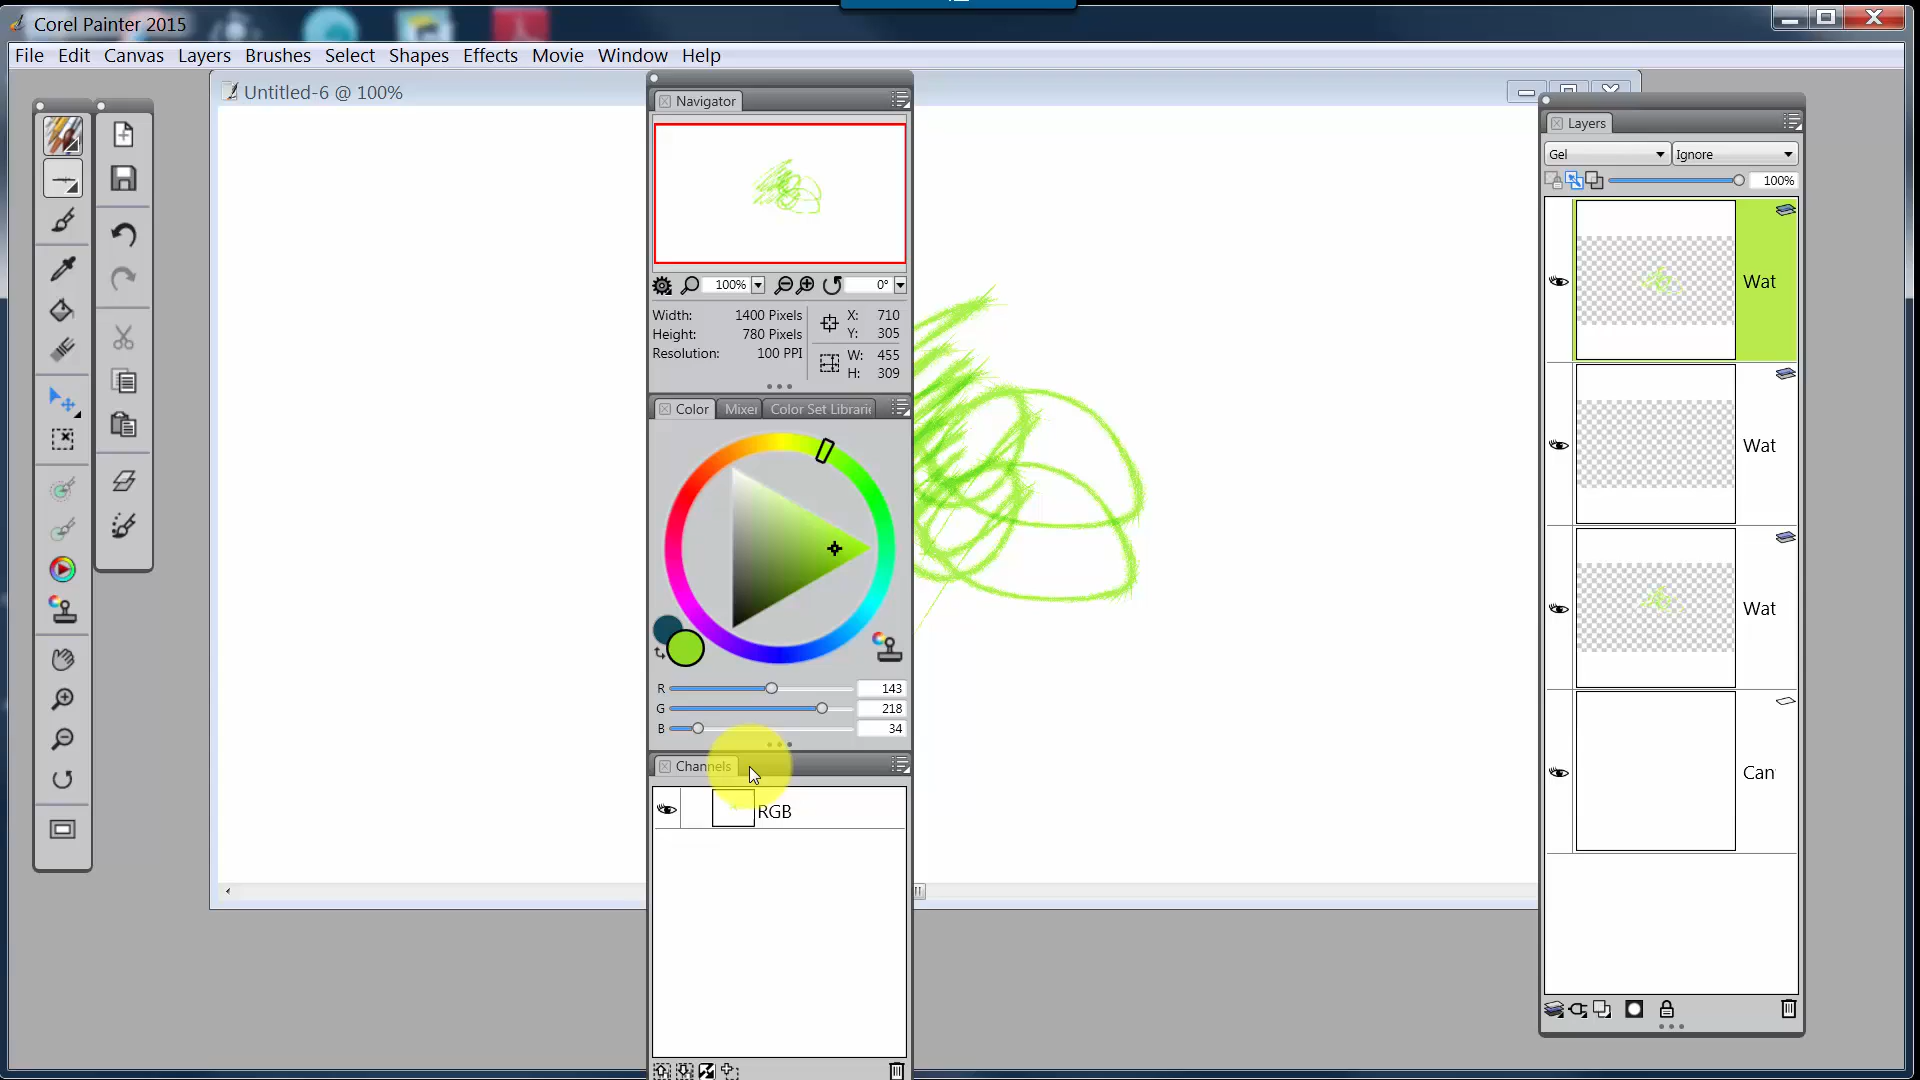 Corel Painter 2015
File Edit Canvas Layers Brushes Select Shapes Effects Movie Window Help
Untitled-6 @ 100%
Navigator
100%
0°
Width: 1400 Pixels
Height: 780 Pixels
Resolution: 100 PPI
X: 710
Y: 305
W: 455
H: 309
Color Mixer Color Set Librari
R 143
G 218
B 34
Channels
RGB
Layers
Gel Ignore
100%
Wat
Wat
Wat
Can